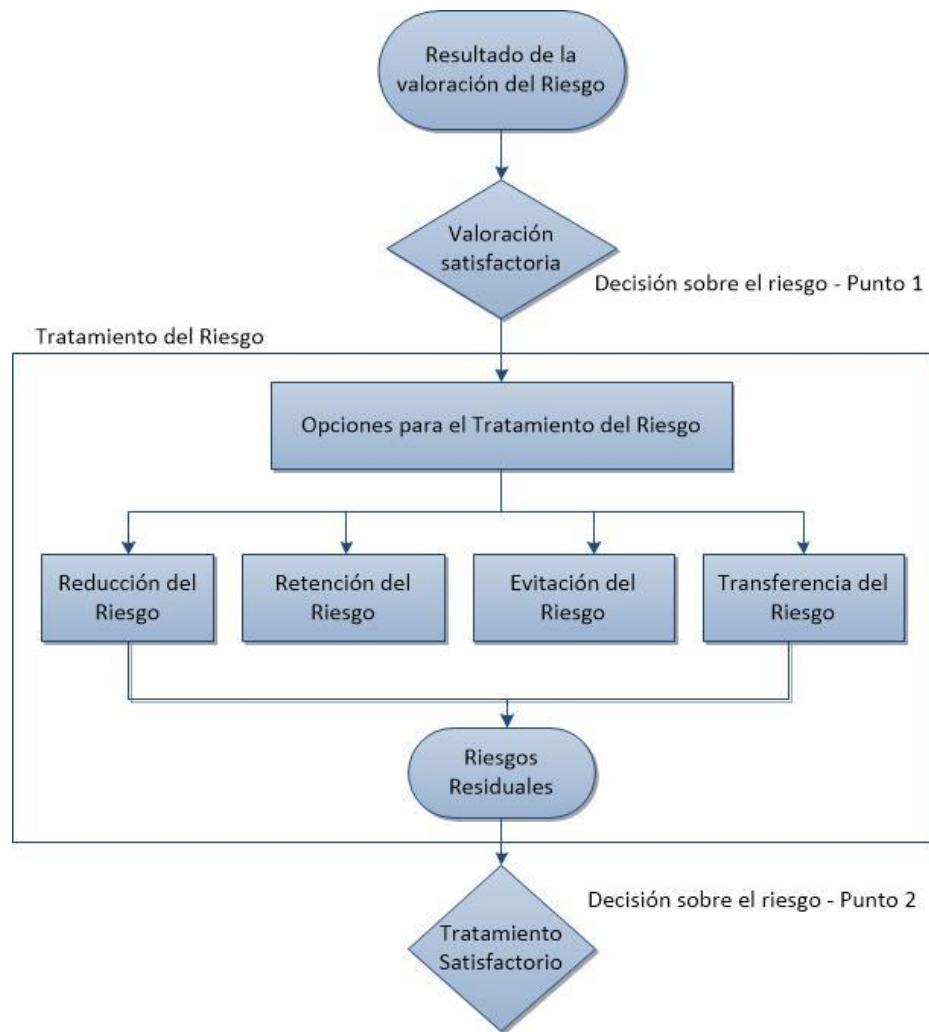 Resultado de la
valoración del Riesgo
Valoración
satisfactoria
Decisión sobre el riesgo - Punto 1
Tratamiento del Riesgo
Opciones para el Tratamiento del Riesgo
Reducción del
Riesgo
Retención del
Riesgo
Evitación del
Riesgo
Transferencia del
Riesgo
Riesgos
Residuales
Decisión sobre el riesgo - Punto 2
Tratamiento
Satisfactorio